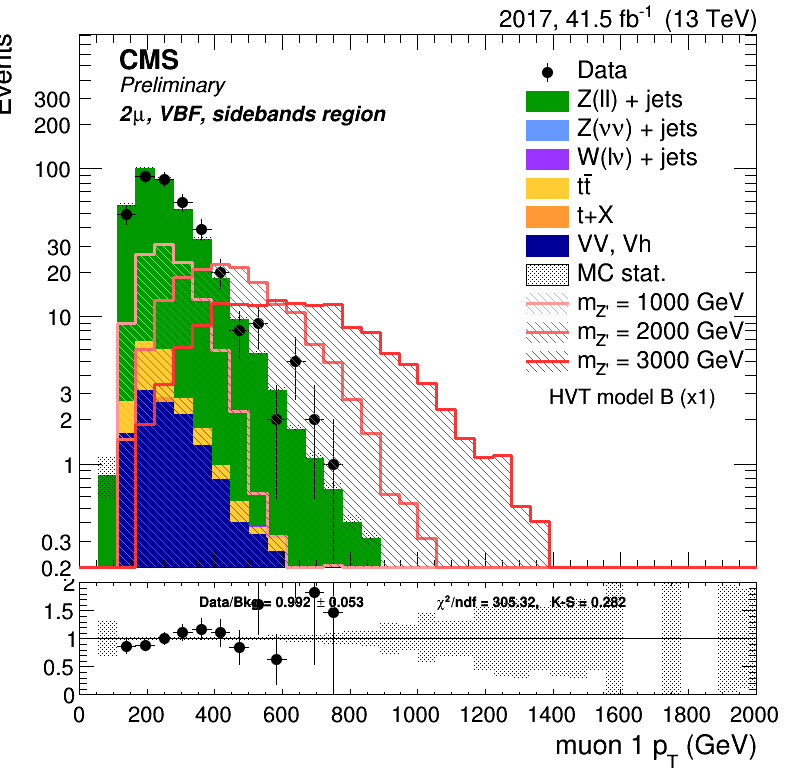 2017, 41.5 fb⁻¹ (13 TeV)
Events
CMS
Preliminary
2μ, VBF, sidebands region
Data
Z(ll) + jets
Z(νν) + jets
W(lν) + jets
tt̄
t+X
VV, Vh
MC stat.
m_Z' = 1000 GeV
m_Z' = 2000 GeV
m_Z' = 3000 GeV
HVT model B (x1)
300
200
100
30
20
10
3
2
1
0.3
0.2
2
1.5
1
0.5
0
Data/Bkg = 0.992 ± 0.053
χ²/ndf = 305.32, K-S = 0.282
0 200 400 600 800 1000 1200 1400 1600 1800 2000
muon 1 p_T (GeV)